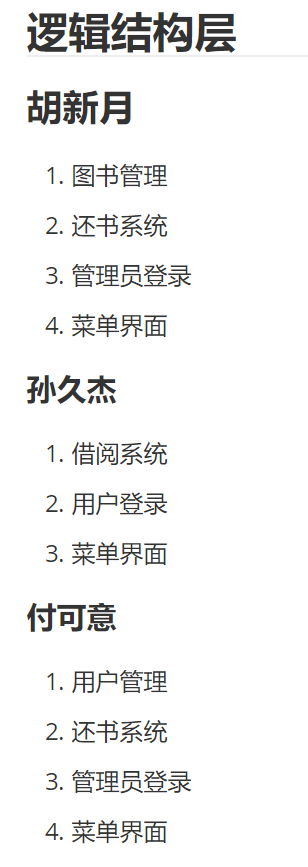 逻辑结构层
胡新月
1. 图书管理
2. 还书系统
3. 管理员登录
4. 菜单界面
孙久杰
1. 借阅系统
2. 用户登录
3. 菜单界面
付可意
1. 用户管理
2. 还书系统
3. 管理员登录
4. 菜单界面